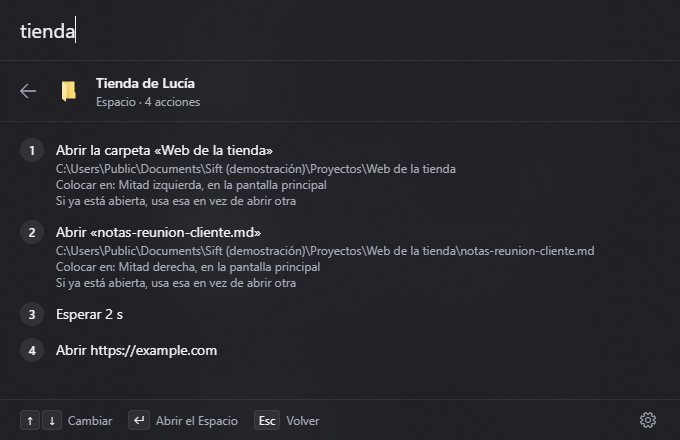 tienda
Tienda de Lucía
Espacio · 4 acciones
1 Abrir la carpeta «Web de la tienda»
C:\Users\Public\Documents\Sift (demostración)\Proyectos\Web de la tienda
Colocar en: Mitad izquierda, en la pantalla principal
Si ya está abierta, usa esa en vez de abrir otra
2 Abrir «notas-reunion-cliente.md»
C:\Users\Public\Documents\Sift (demostración)\Proyectos\Web de la tienda\notas-reunion-cliente.md
Colocar en: Mitad derecha, en la pantalla principal
Si ya está abierta, usa esa en vez de abrir otra
3 Esperar 2 s
4 Abrir https://example.com
↑ ↓ Cambiar ↵ Abrir el Espacio Esc Volver